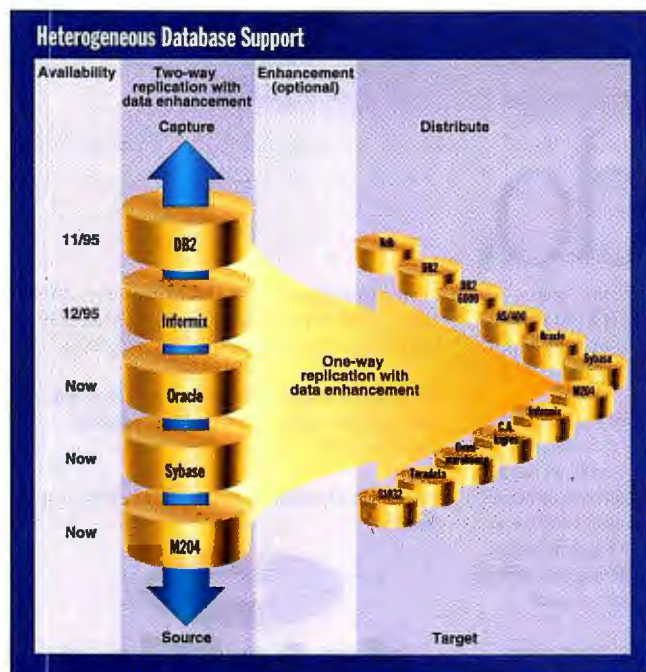 Heterogeneous Database Support
Availability
Two-way
replication with
data enhancement
Enhancement
(optional)
Capture
Distribute
11/95
DB2
12/95
Informix
Now
Oracle
Now
Sybase
Now
M204
One-way
replication with
data enhancement
DB2
DB2
6000
AS/400
Oracle
Sybase
M204
Informix
C.A.
Ingres
Teradata
S1032
Source
Target